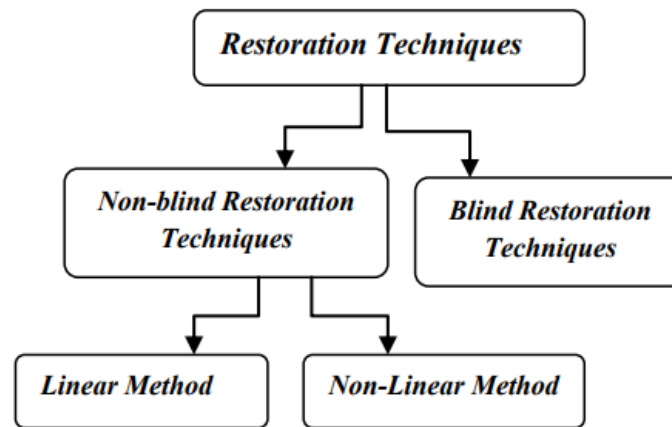 Restoration Techniques
Non-blind Restoration
Techniques
Blind Restoration
Techniques
Linear Method
Non-Linear Method